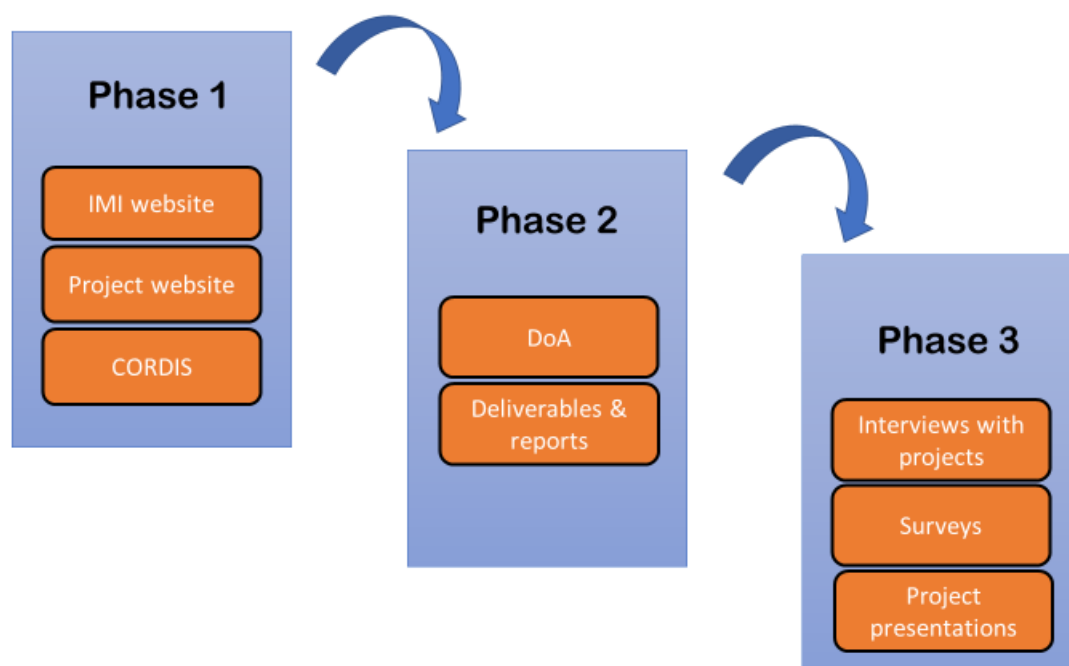 Phase 1
IMI website
Project website
CORDIS
Phase 2
DoA
Deliverables &
reports
Phase 3
Interviews with
projects
Surveys
Project
presentations